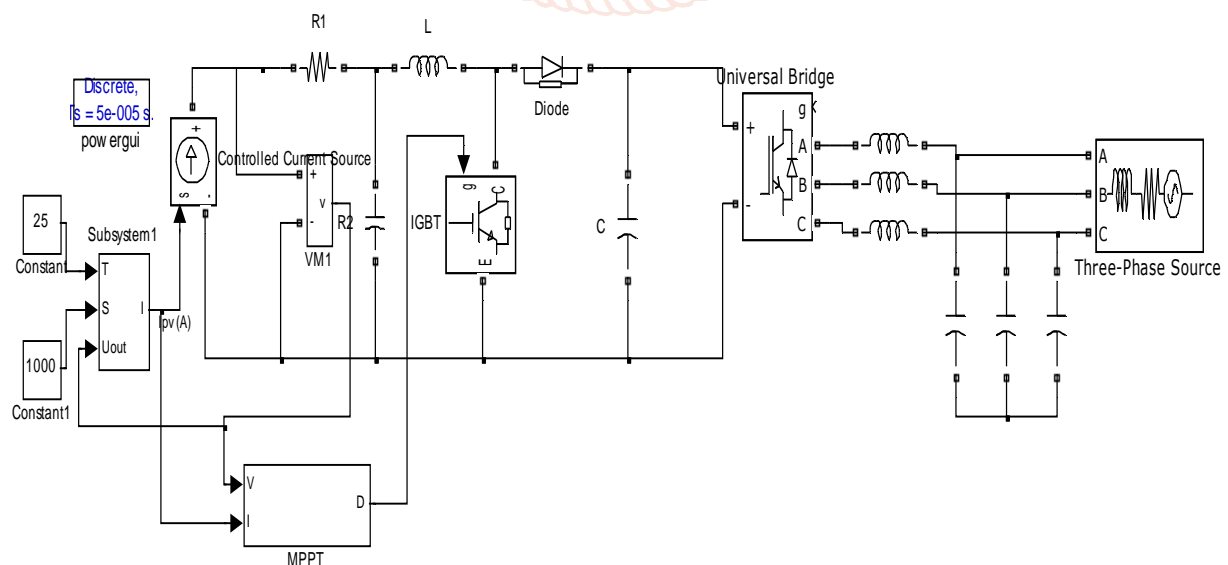 R1
L
Universal Bridge
Discrete,
Ts = 5e-005 s.
powergui
Diode
g
+
A
B
C
-
A
B
C
Three-Phase Source
+
s
-
Controlled Current Source
+
v
-
VM1
R2
g
C
E
IGBT
C
25
Constant
Subsystem1
T
S
I
Uout
Ipv (A)
1000
Constant1
V
I
D
MPPT